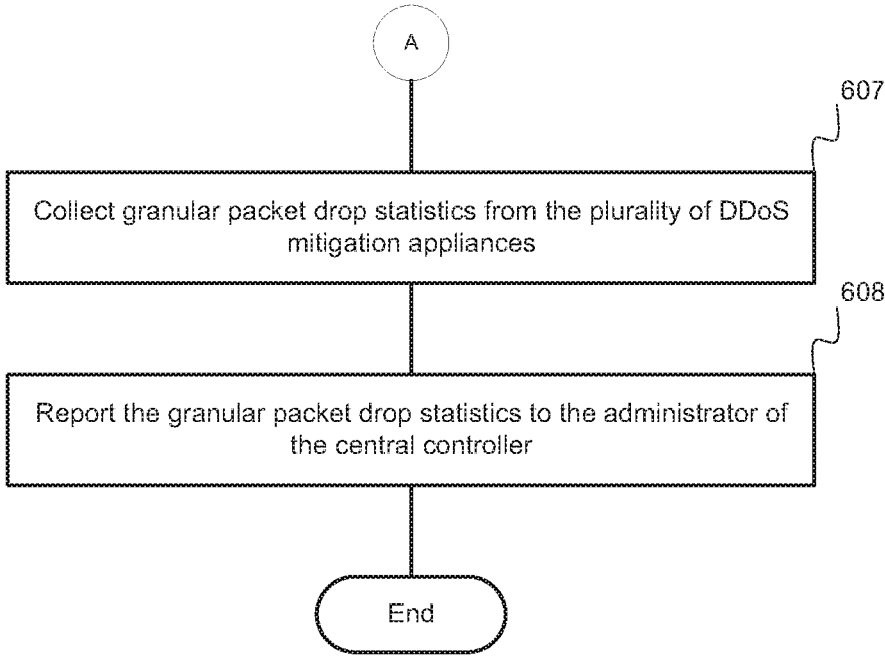 A
607
Collect granular packet drop statistics from the plurality of DDoS
mitigation appliances
608
Report the granular packet drop statistics to the administrator of
the central controller
End